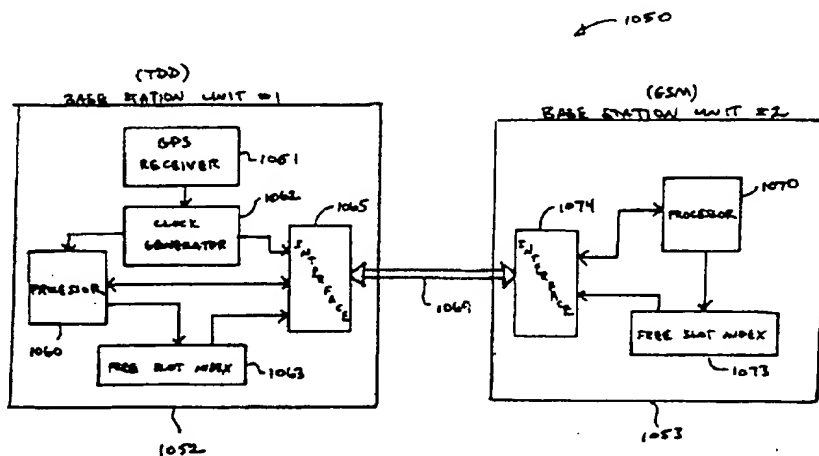 1050
(TDD)
BASE STATION UNIT #1
(GSM)
BASE STATION UNIT #2
GPS
RECEIVER
1061
1062
CLOCK
GENERATOR
1065
INTERFACE
PROCESSOR
1060
FREE SLOT INDEX
1063
1052
1069
1074
INTERFACE
1070
PROCESSOR
FREE SLOT INDEX
1073
1053